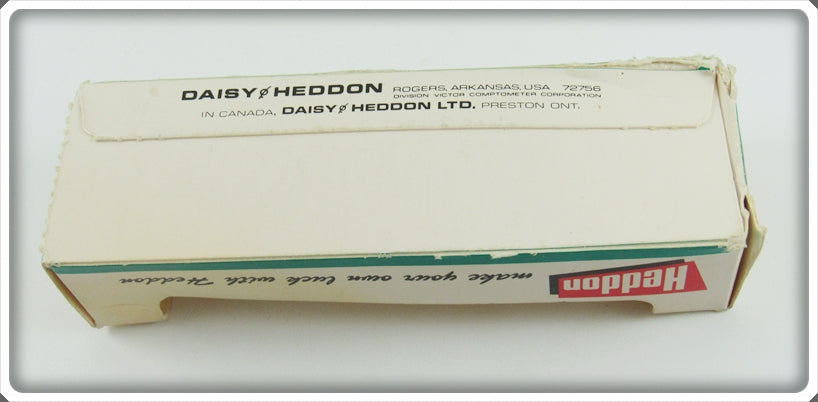 DAISY HEDDON ROGERS, ARKANSAS, USA 72756
DIVISION VICTOR COMPTOMETER CORPORATION
IN CANADA, DAISY HEDDON LTD. PRESTON ONT.
Heddon make your own luck with Heddon